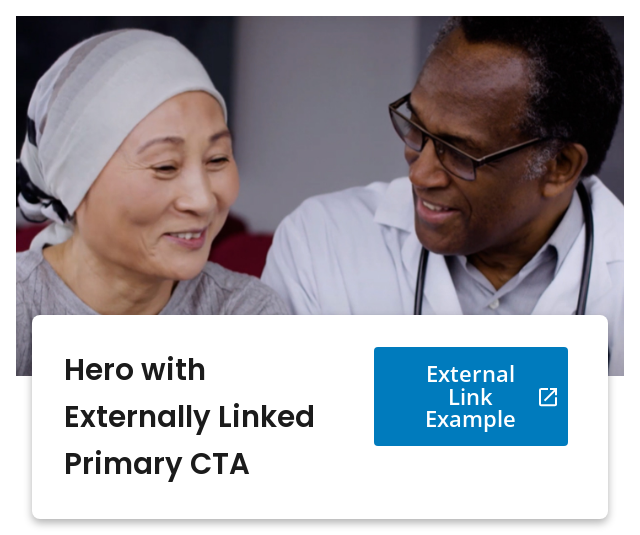 Hero with
Externally Linked
Primary CTA
External
Link
Example